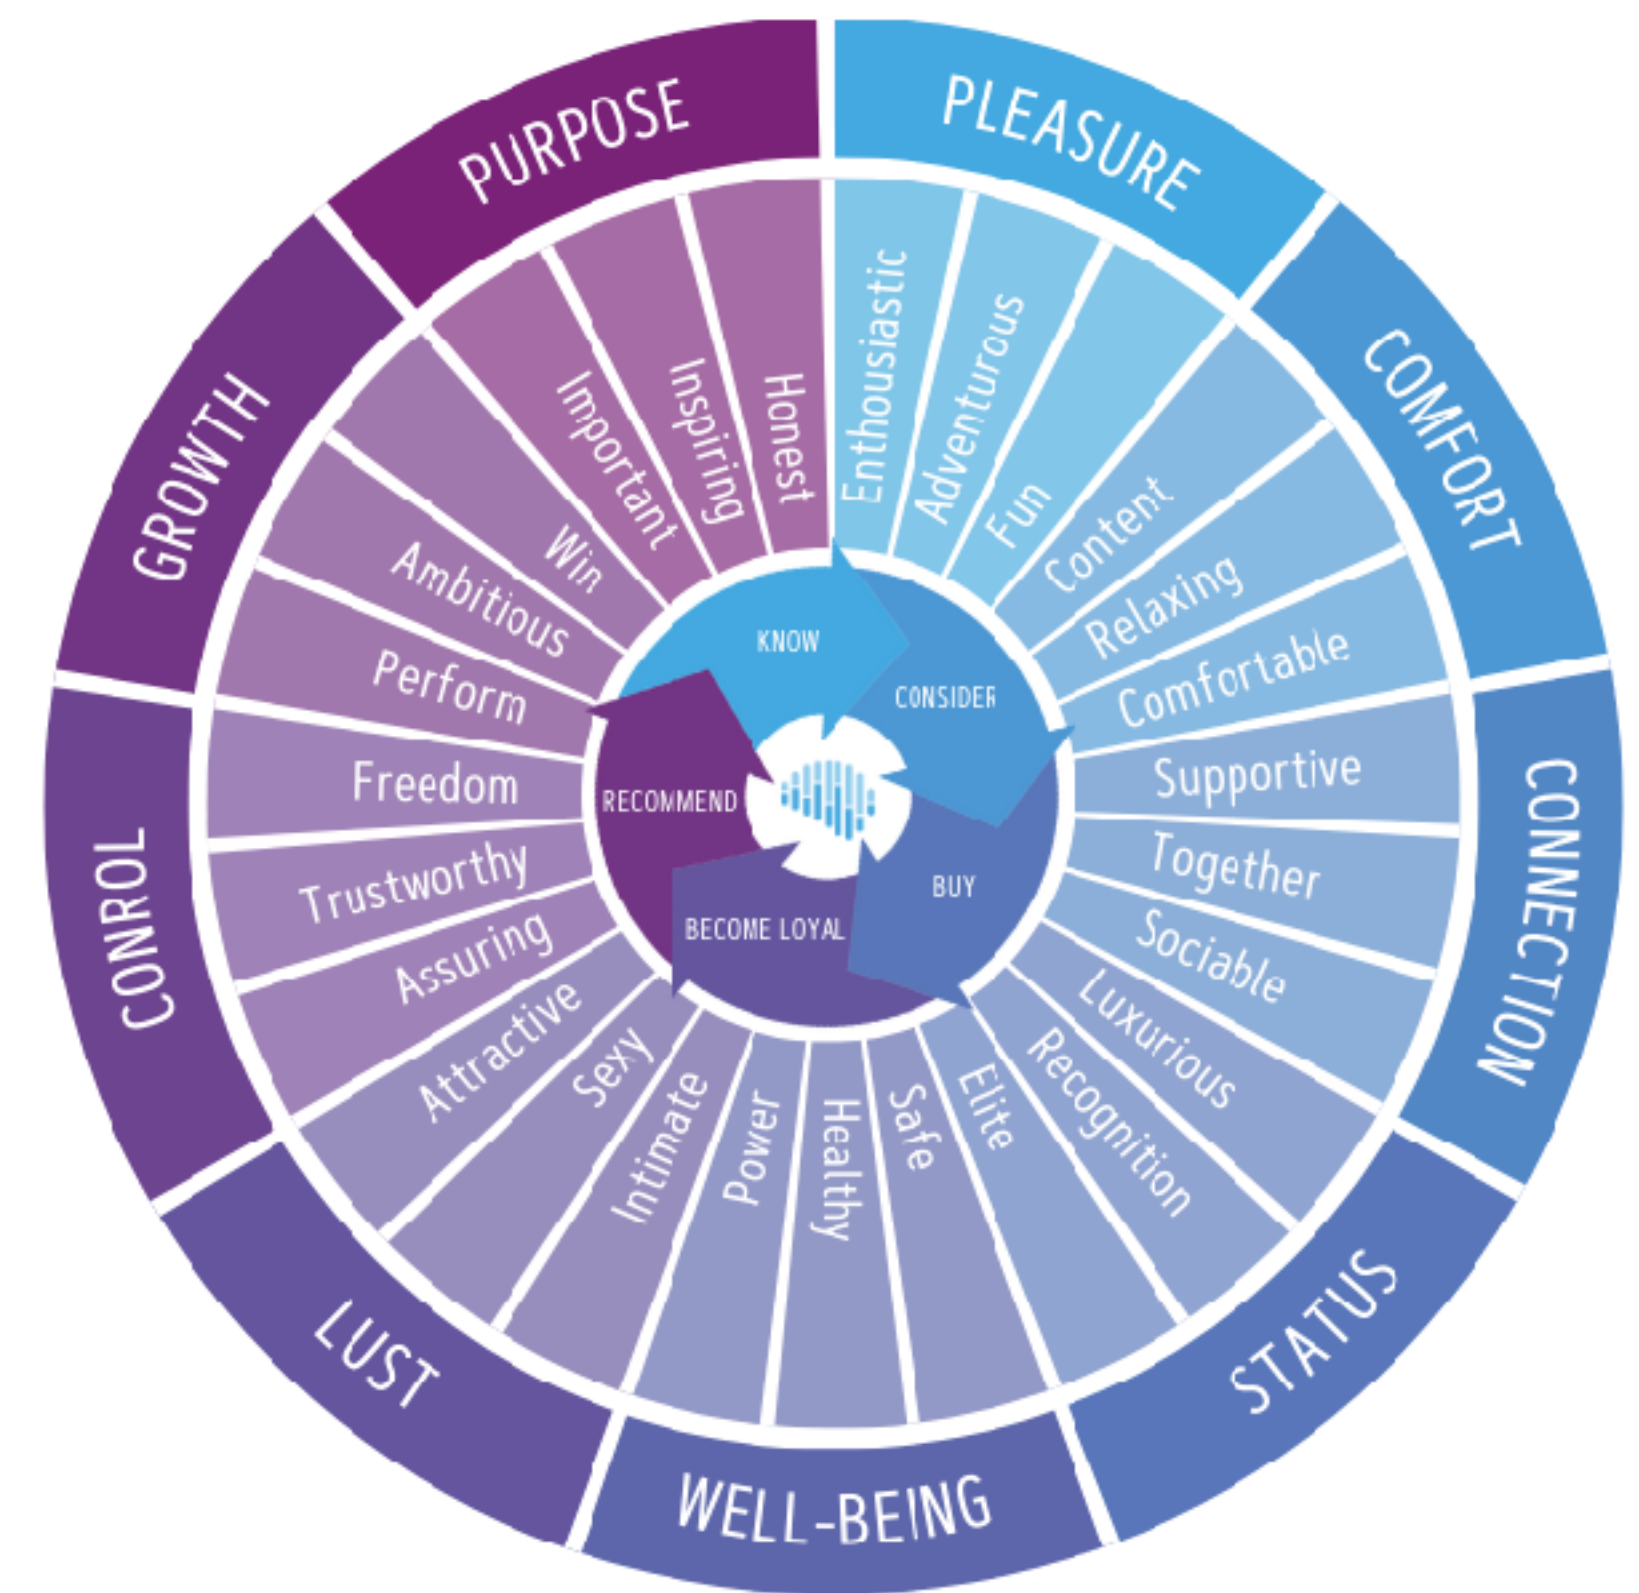 PLEASURE
COMFORT
CONNECTION
STATUS
WELL-BEING
LUST
CONROL
GROWTH
PURPOSE
Enthousiastic
Adventurous
Fun
Content
Relaxing
Comfortable
Supportive
Together
Sociable
Luxurious
Recognition
Elite
Safe
Healthy
Power
Intimate
Sexy
Attractive
Assuring
Trustworthy
Freedom
Perform
Ambitious
Win
Important
Inspiring
Honest
KNOW
CONSIDER
BUY
BECOME LOYAL
RECOMMEND